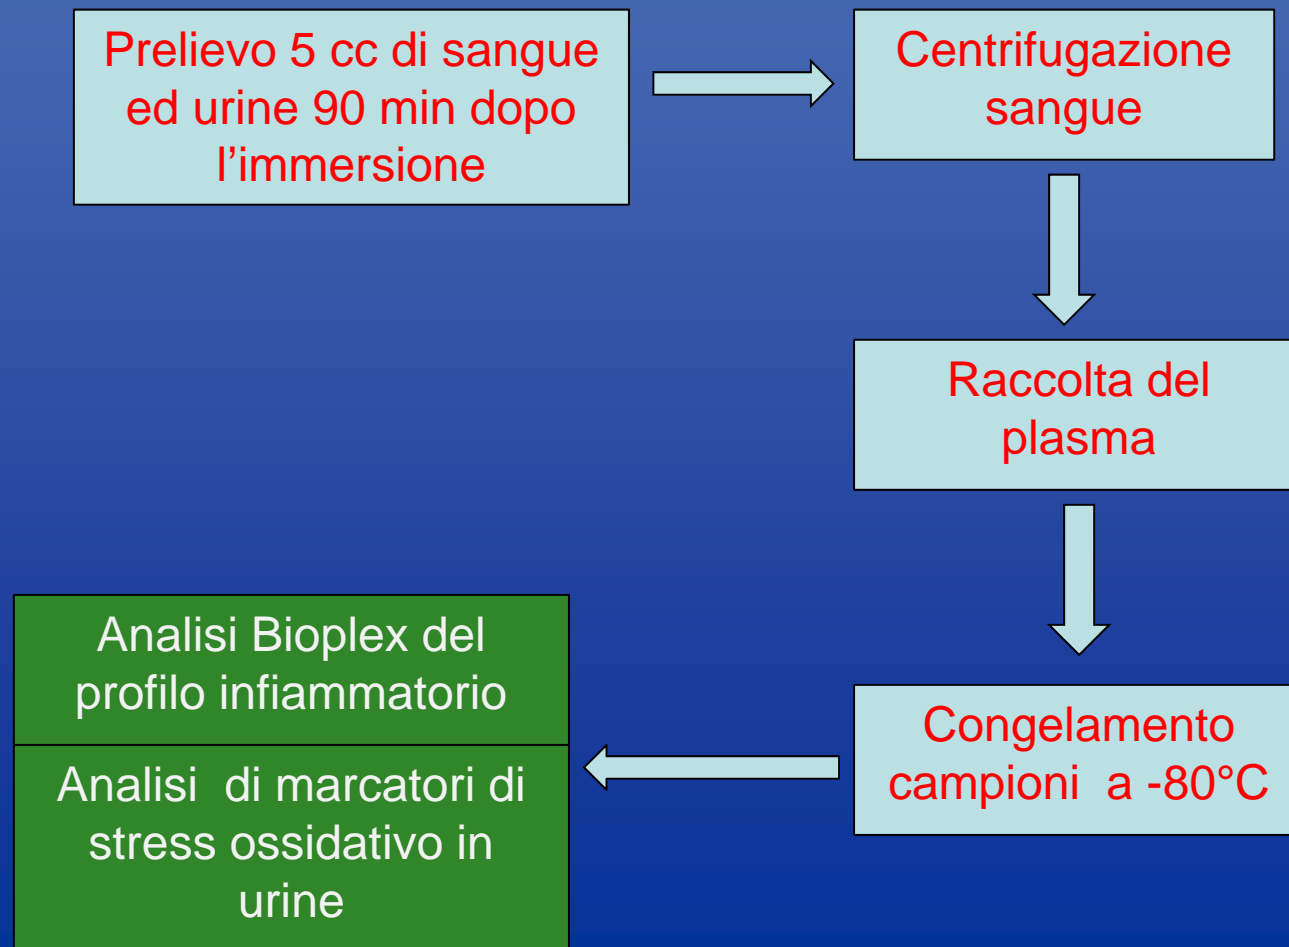 Prelievo 5 cc di sangue
ed urine 90 min dopo
l’immersione
Centrifugazione
sangue
Raccolta del
plasma
Congelamento
campioni  a -80°C
Analisi Bioplex del
profilo infiammatorio
Analisi  di marcatori di
stress ossidativo in
urine